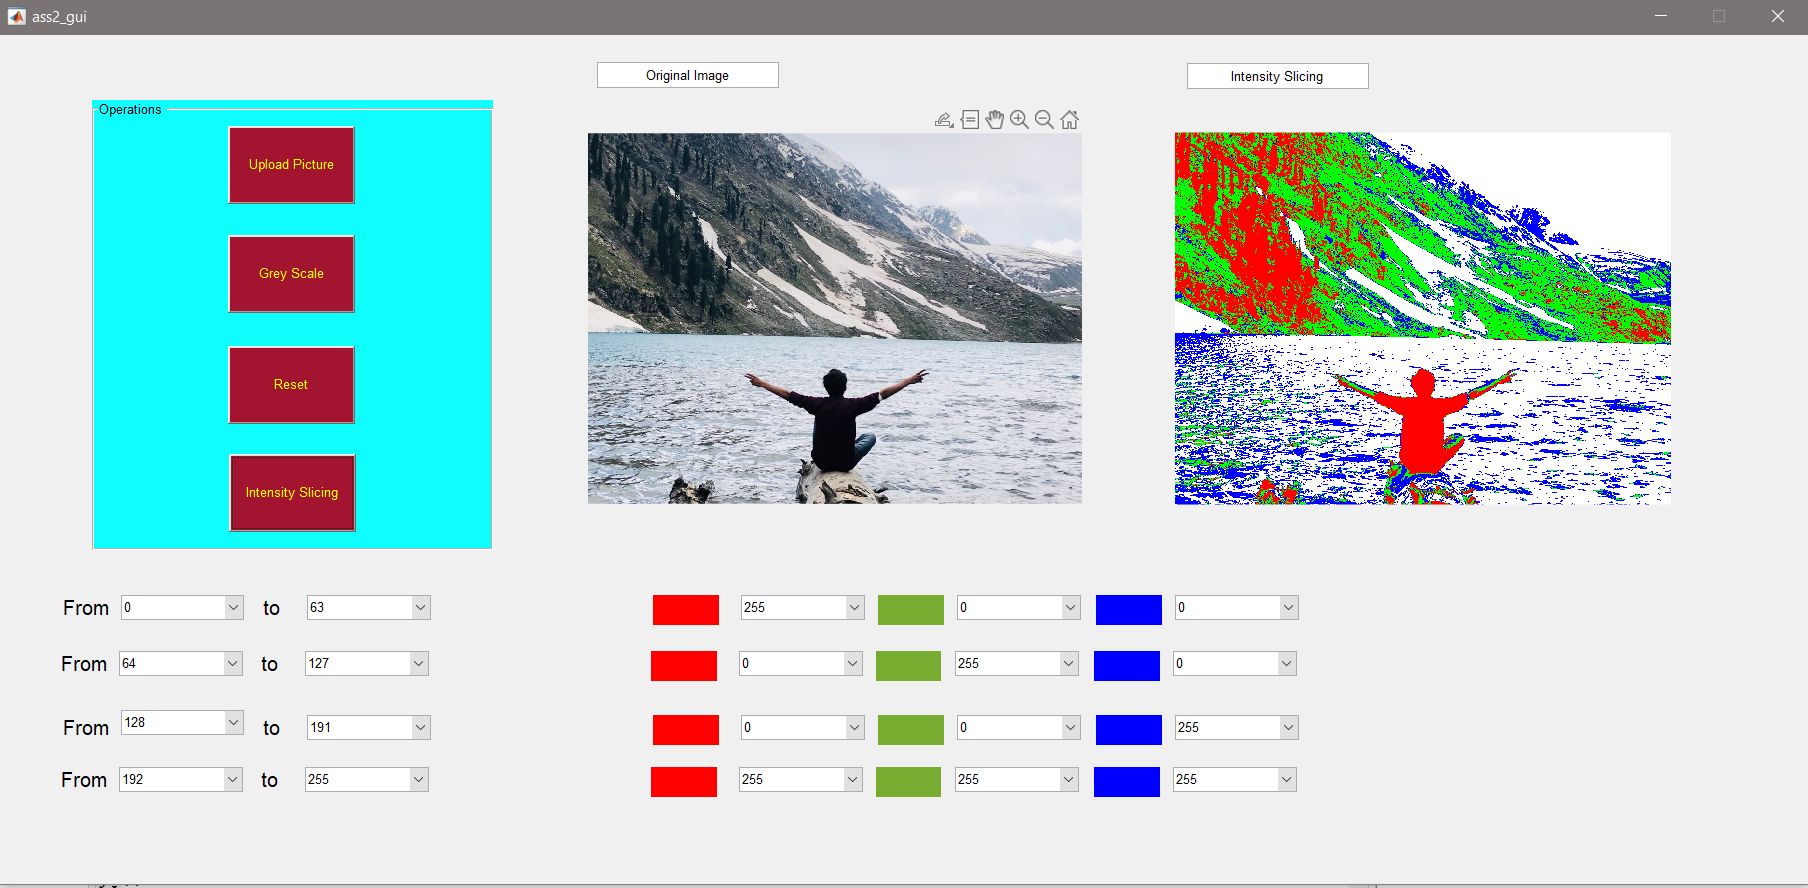 ass2_gui
Original Image
Intensity Slicing
Operations
Upload Picture
Grey Scale
Reset
Intensity Slicing
From 0 to 63 255 0 0
From 64 to 127 0 255 0
From 128 to 191 0 0 255
From 192 to 255 255 255 255